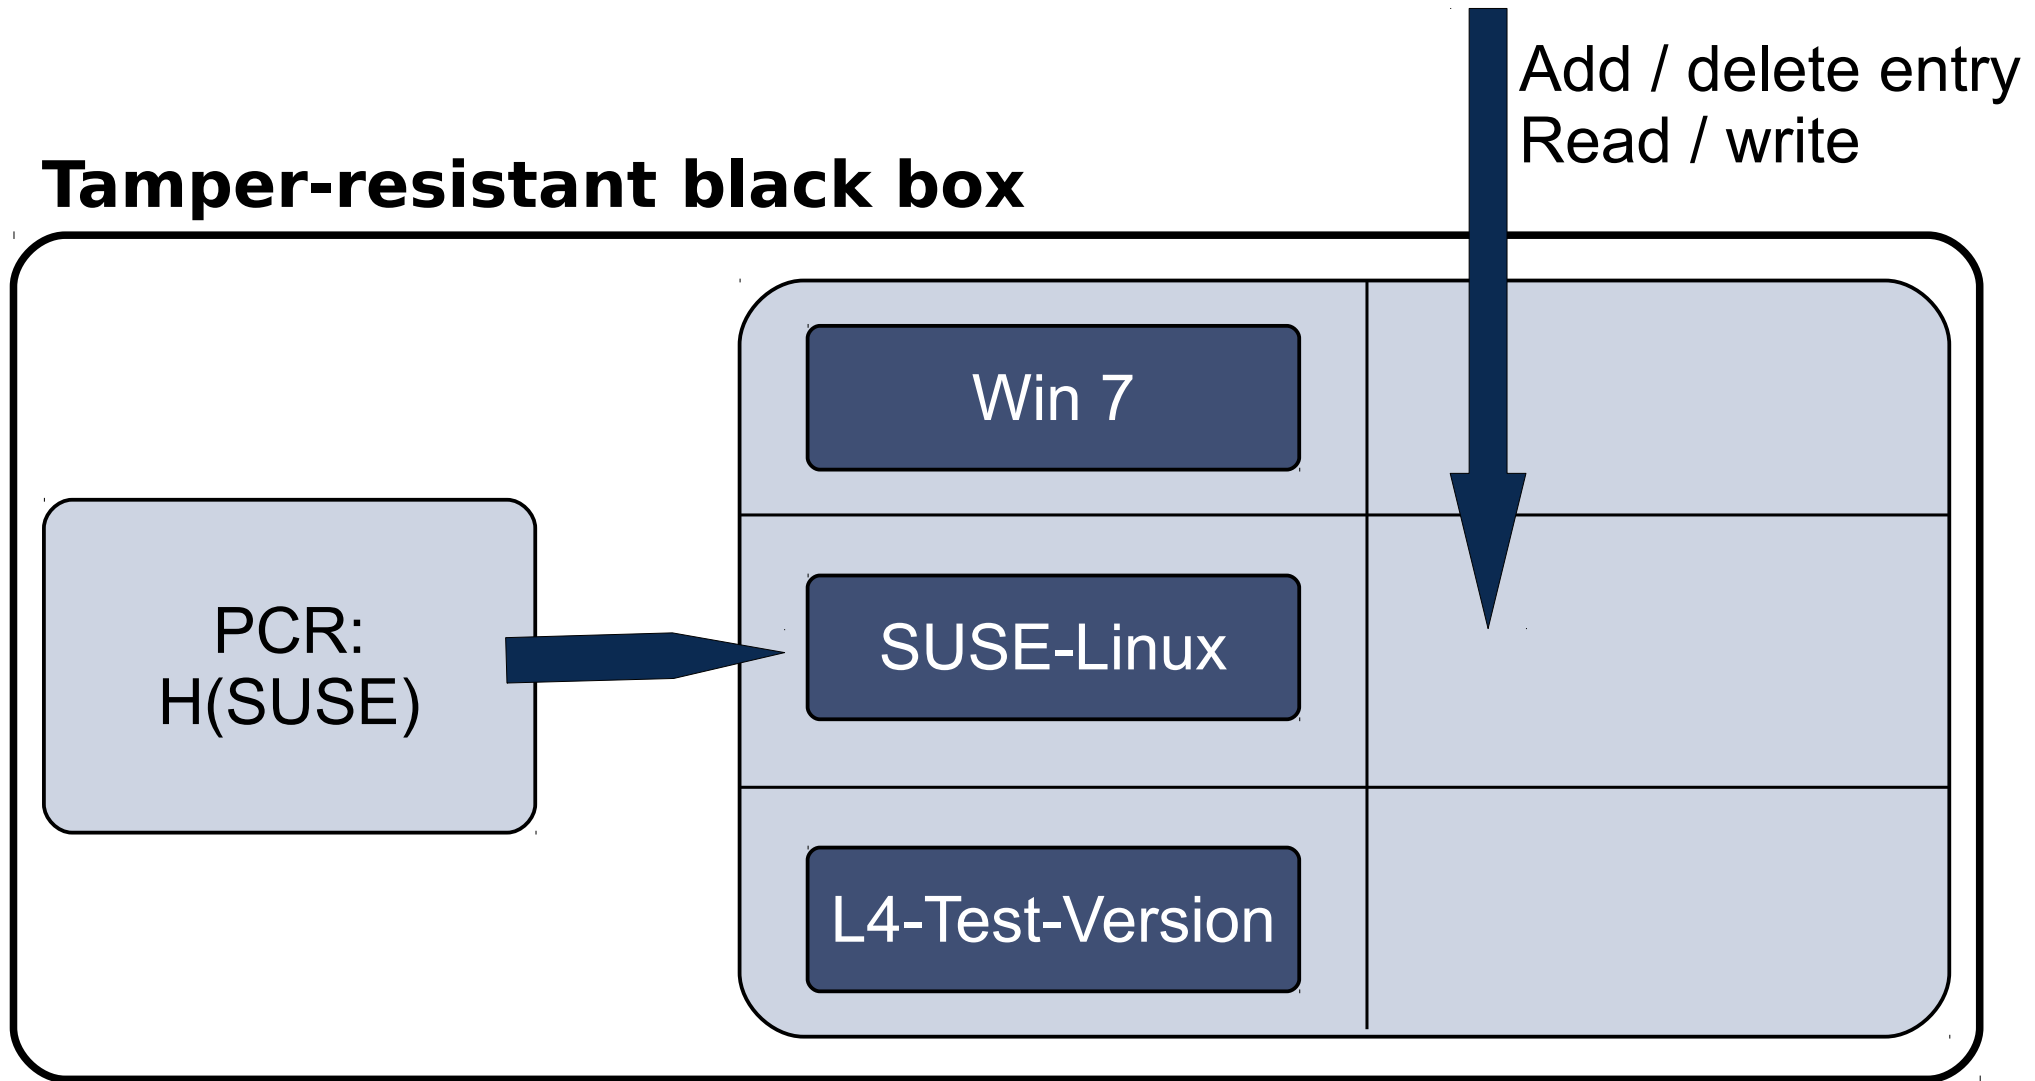 Add / delete entry
Read / write
Tamper-resistant black box
Win 7
PCR:
H(SUSE)
SUSE-Linux
L4-Test-Version